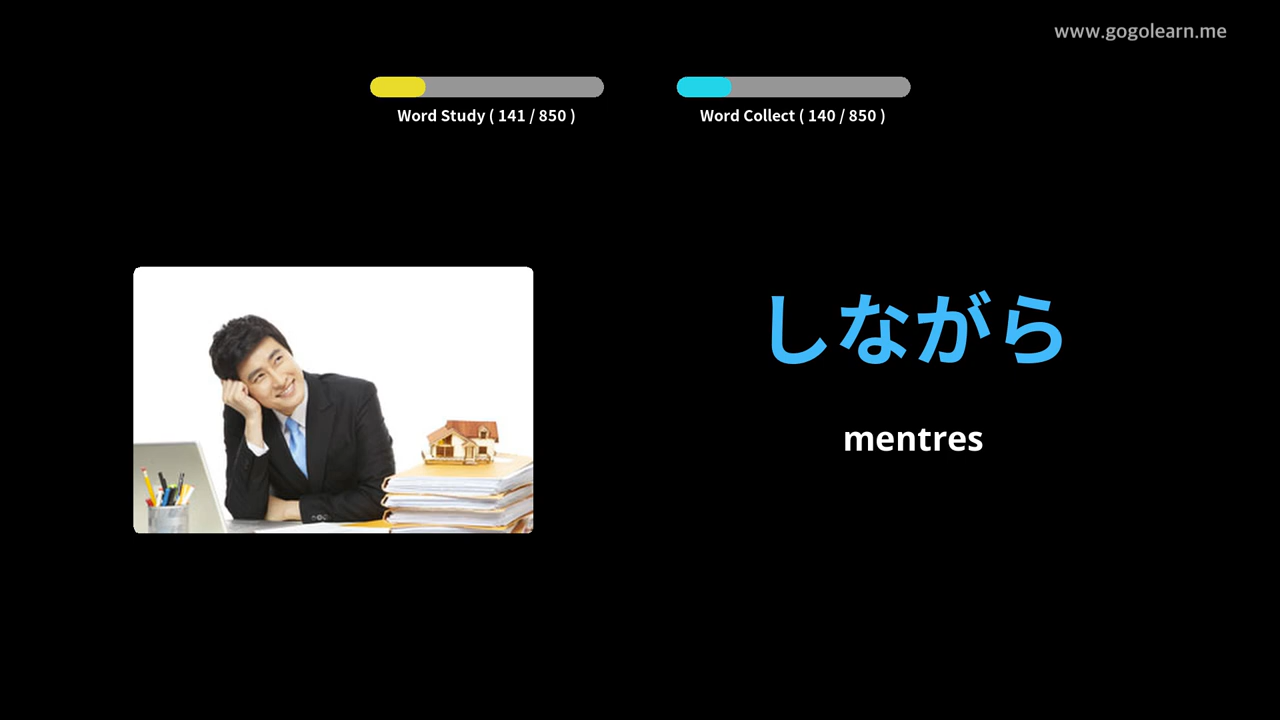 www.gogolearn.me
Word Study ( 141 / 850 )
Word Collect ( 140 / 850 )
しながら
mentres